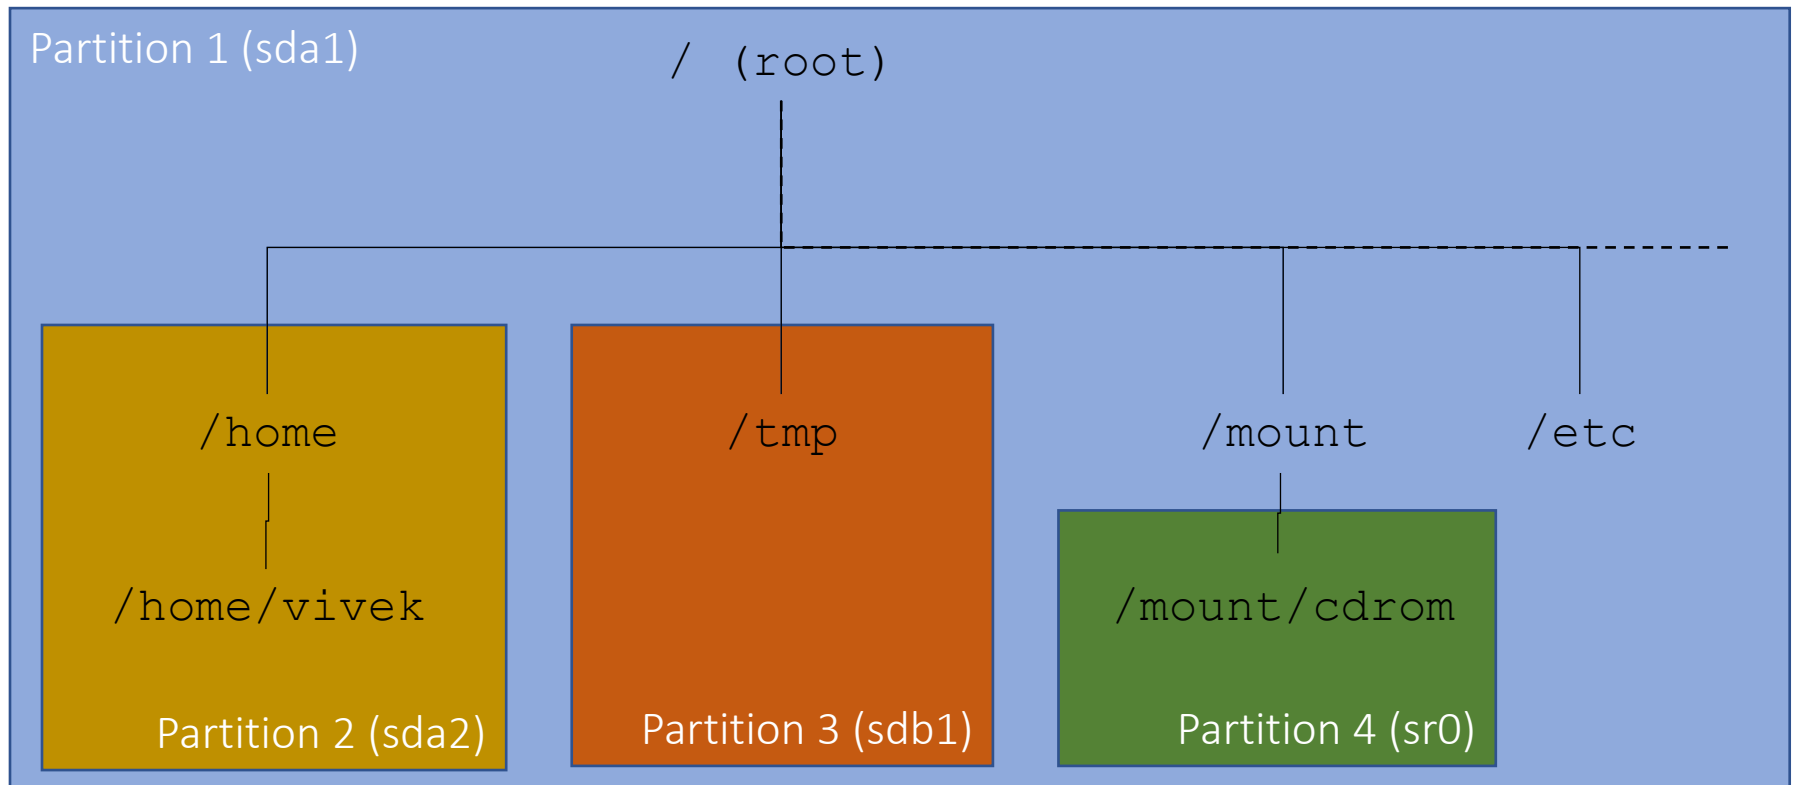 Partition 1 (sda1)
/ (root)
/home
/tmp
/mount
/etc
/home/vivek
/mount/cdrom
Partition 2 (sda2)
Partition 3 (sdb1)
Partition 4 (sr0)